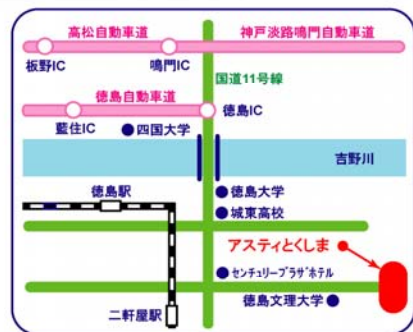 高松自動車道
神戸淡路鳴門自動車道
板野IC
鳴門IC
国道11号線
徳島自動車道
徳島IC
藍住IC
四国大学
吉野川
徳島駅
徳島大学
城東高校
アスティとくしま
センチュリープラザホテル
徳島文理大学
二軒屋駅